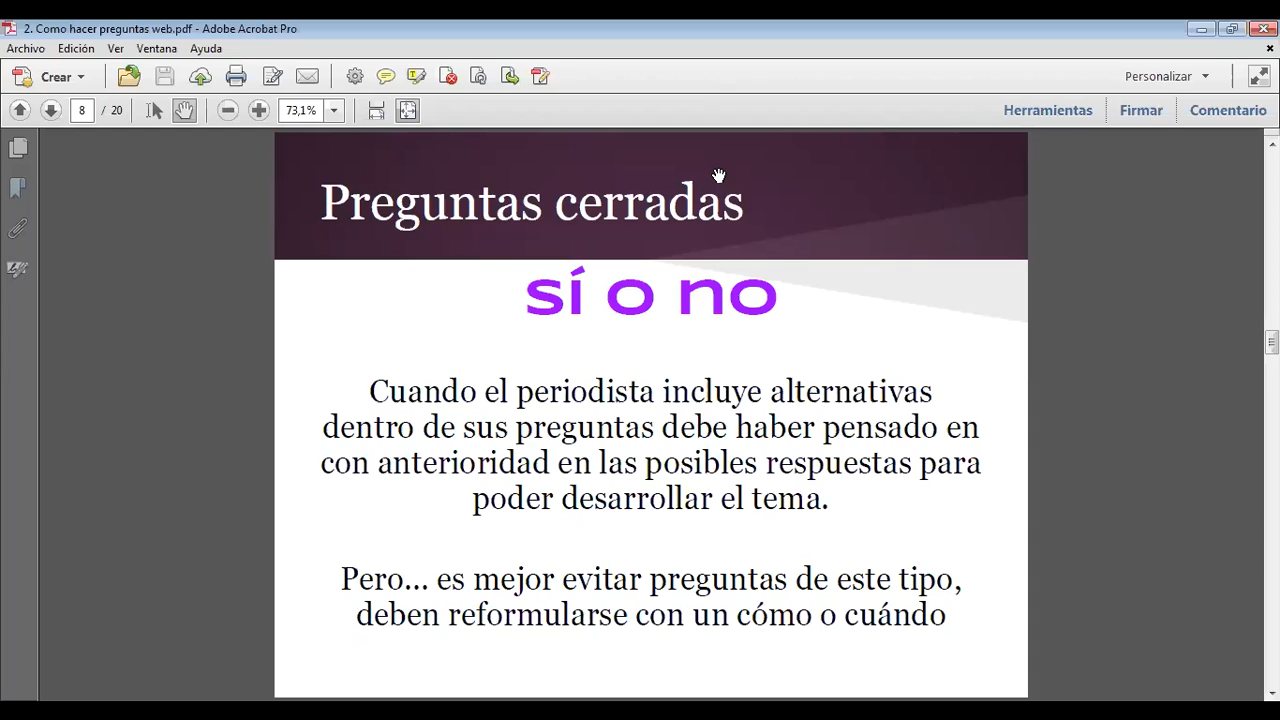 2. Como hacer preguntas web.pdf - Adobe Acrobat Pro
Archivo Edición Ver Ventana Ayuda
Crear Personalizar
8 / 20 73,1% Herramientas Firmar Comentario
Preguntas cerradas
sí o no
Cuando el periodista incluye alternativas
dentro de sus preguntas debe haber pensado en
con anterioridad en las posibles respuestas para
poder desarrollar el tema.
Pero... es mejor evitar preguntas de este tipo,
deben reformularse con un cómo o cuándo